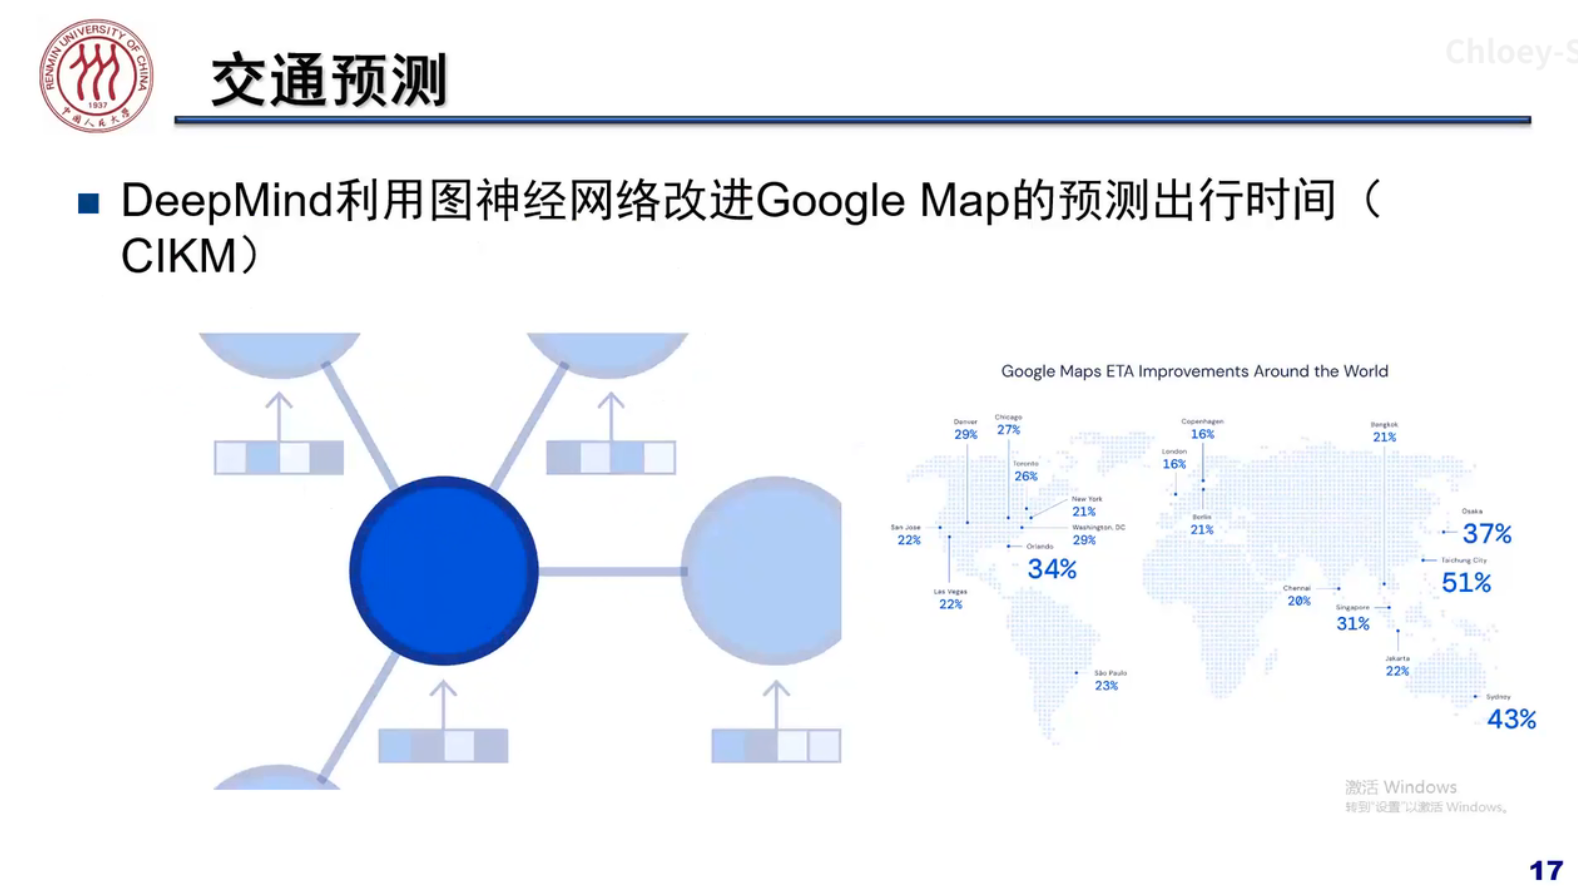 RENMIN UNIVERSITY OF CHINA
1937
中国人民大学
Chloey-S
交通预测
DeepMind利用图神经网络改进Google Map的预测出行时间（
CIKM）
Google Maps ETA Improvements Around the World
Denver
29%
Chicago
27%
Toronto
26%
New York
21%
Washington, DC
29%
San Jose
22%
Orlando
34%
Las Vegas
22%
São Paulo
23%
Copenhagen
16%
London
16%
Berlin
21%
Bangkok
21%
Osaka
37%
Taichung City
51%
Chennai
20%
Singapore
31%
Jakarta
22%
Sydney
43%
激活 Windows
转到"设置"以激活 Windows。
17